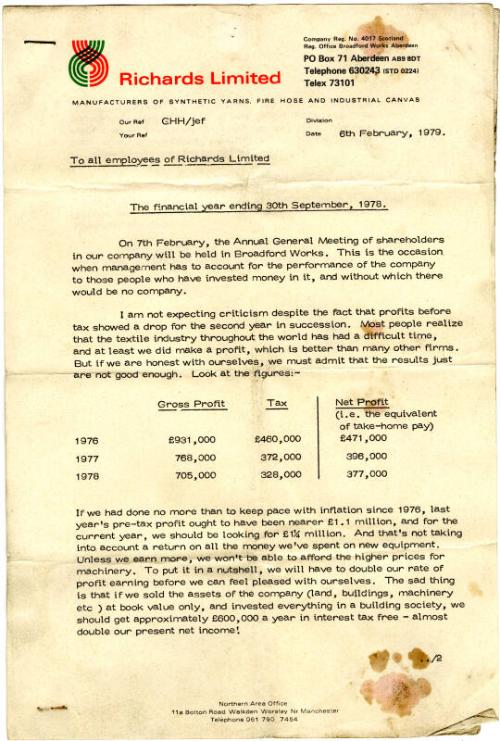 Company Reg. No. 4017 Scotland
Reg. Office Broadford Works Aberdeen
PO Box 71 Aberdeen AB9 8DT
Telephone 630243 (STD 0224)
Telex 73101
Richards Limited
MANUFACTURERS OF SYNTHETIC YARNS, FIRE HOSE AND INDUSTRIAL CANVAS
Our Ref CHH/jef Division
Your Ref Date 6th February, 1979.
To all employees of Richards Limited
The financial year ending 30th September, 1978.
On 7th February, the Annual General Meeting of shareholders
in our company will be held in Broadford Works. This is the occasion
when management has to account for the performance of the company
to those people who have invested money in it, and without which there
would be no company.
I am not expecting criticism despite the fact that profits before
tax showed a drop for the second year in succession. Most people realize
that the textile industry throughout the world has had a difficult time,
and at least we did make a profit, which is better than many other firms.
But if we are honest with ourselves, we must admit that the results just
are not good enough. Look at the figures:-
Gross Profit Tax Net Profit
(i.e. the equivalent
of take-home pay)
1976 £931,000 £460,000 £471,000
1977 768,000 372,000 396,000
1978 705,000 328,000 377,000
If we had done no more than to keep pace with inflation since 1976, last
year's pre-tax profit ought to have been nearer £1.1 million, and for the
current year, we should be looking for £1¼ million. And that's not taking
into account a return on all the money we've spent on new equipment.
Unless we earn more, we won't be able to afford the higher prices for
machinery. To put it in a nutshell, we will have to double our rate of
profit earning before we can feel pleased with ourselves. The sad thing
is that if we sold the assets of the company (land, buildings, machinery
etc ) at book value only, and invested everything in a building society, we
should get approximately £600,000 a year in interest tax free - almost
double our present net income!
../2
Northern Area Office
11a Bolton Road Walkden Worsley Nr Manchester
Telephone 061 790 7464